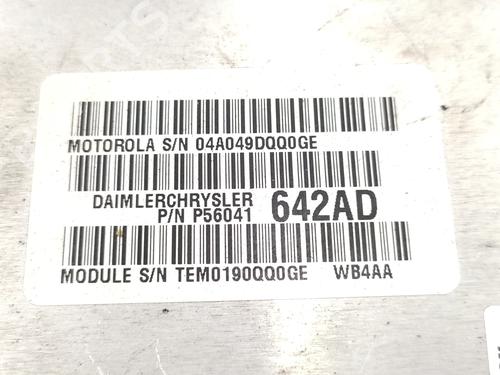 MOTOROLA S/N 04A049DQQ0GE
DAIMLERCHRYSLER
P/N P56041 642AD
MODULE S/N TEM0190QQ0GE WB4AA